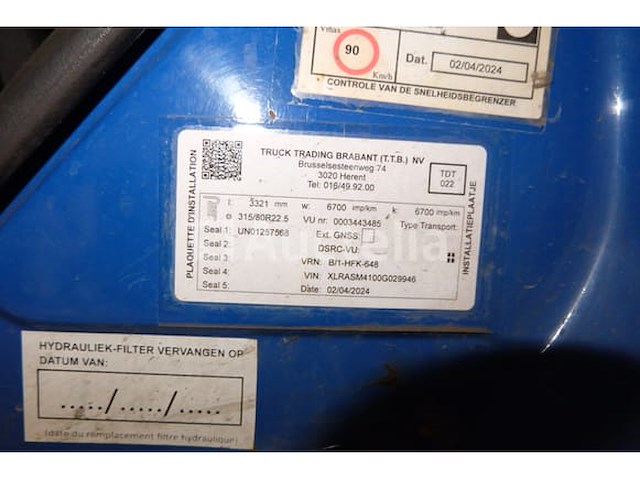 Vmax
90
Km/h
Dat. 02/04/2024
CONTROLE VAN DE SNELHEIDSBEGRENZER
PLAQUETTE D'INSTALLATION
TRUCK TRADING BRABANT (T.T.B.) NV
Brusselsesteenweg 74
3020 Herent
Tel: 016/49.92.00
TDT
022
INSTALLATIEPLAATJE
l: 3321 mm w: 6700 imp/km k: 6700 imp/km
315/80R22.5 VU nr: 0003443485 Type Transport:
Seal 1: UN01257568 Ext. GNSS:
Seal 2: DSRC-VU:
Seal 3: VRN: B/1-HFK-648
Seal 4: VIN: XLRASM4100G029946
Seal 5: Date: 02/04/2024
HYDRAULIEK-FILTER VERVANGEN OP
DATUM VAN:
...../...../.....
(date du remplacement filtre hydraulique)